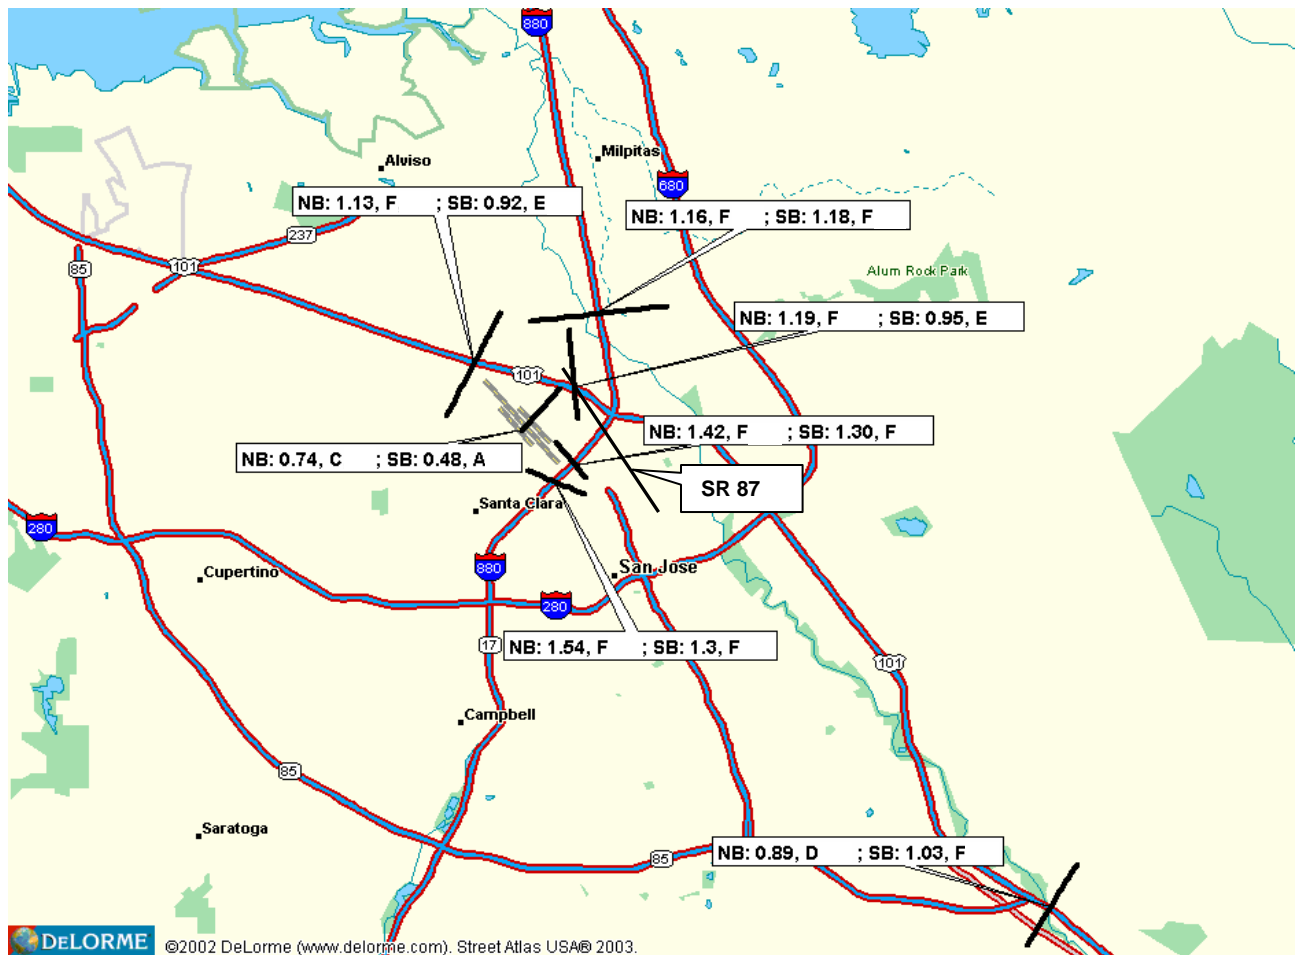 880
Milpitas
Alviso
680
NB: 1.13, F ; SB: 0.92, E
NB: 1.16, F ; SB: 1.18, F
237
101
85
Alum Rock Park
NB: 1.19, F ; SB: 0.95, E
101
NB: 1.42, F ; SB: 1.30, F
NB: 0.74, C ; SB: 0.48, A
SR 87
Santa Clara
280
880
San Jose
Cupertino
280
17
NB: 1.54, F ; SB: 1.3, F
101
Campbell
85
Saratoga
85
NB: 0.89, D ; SB: 1.03, F
DELORME
©2002 DeLorme (www.delorme.com). Street Atlas USA® 2003.